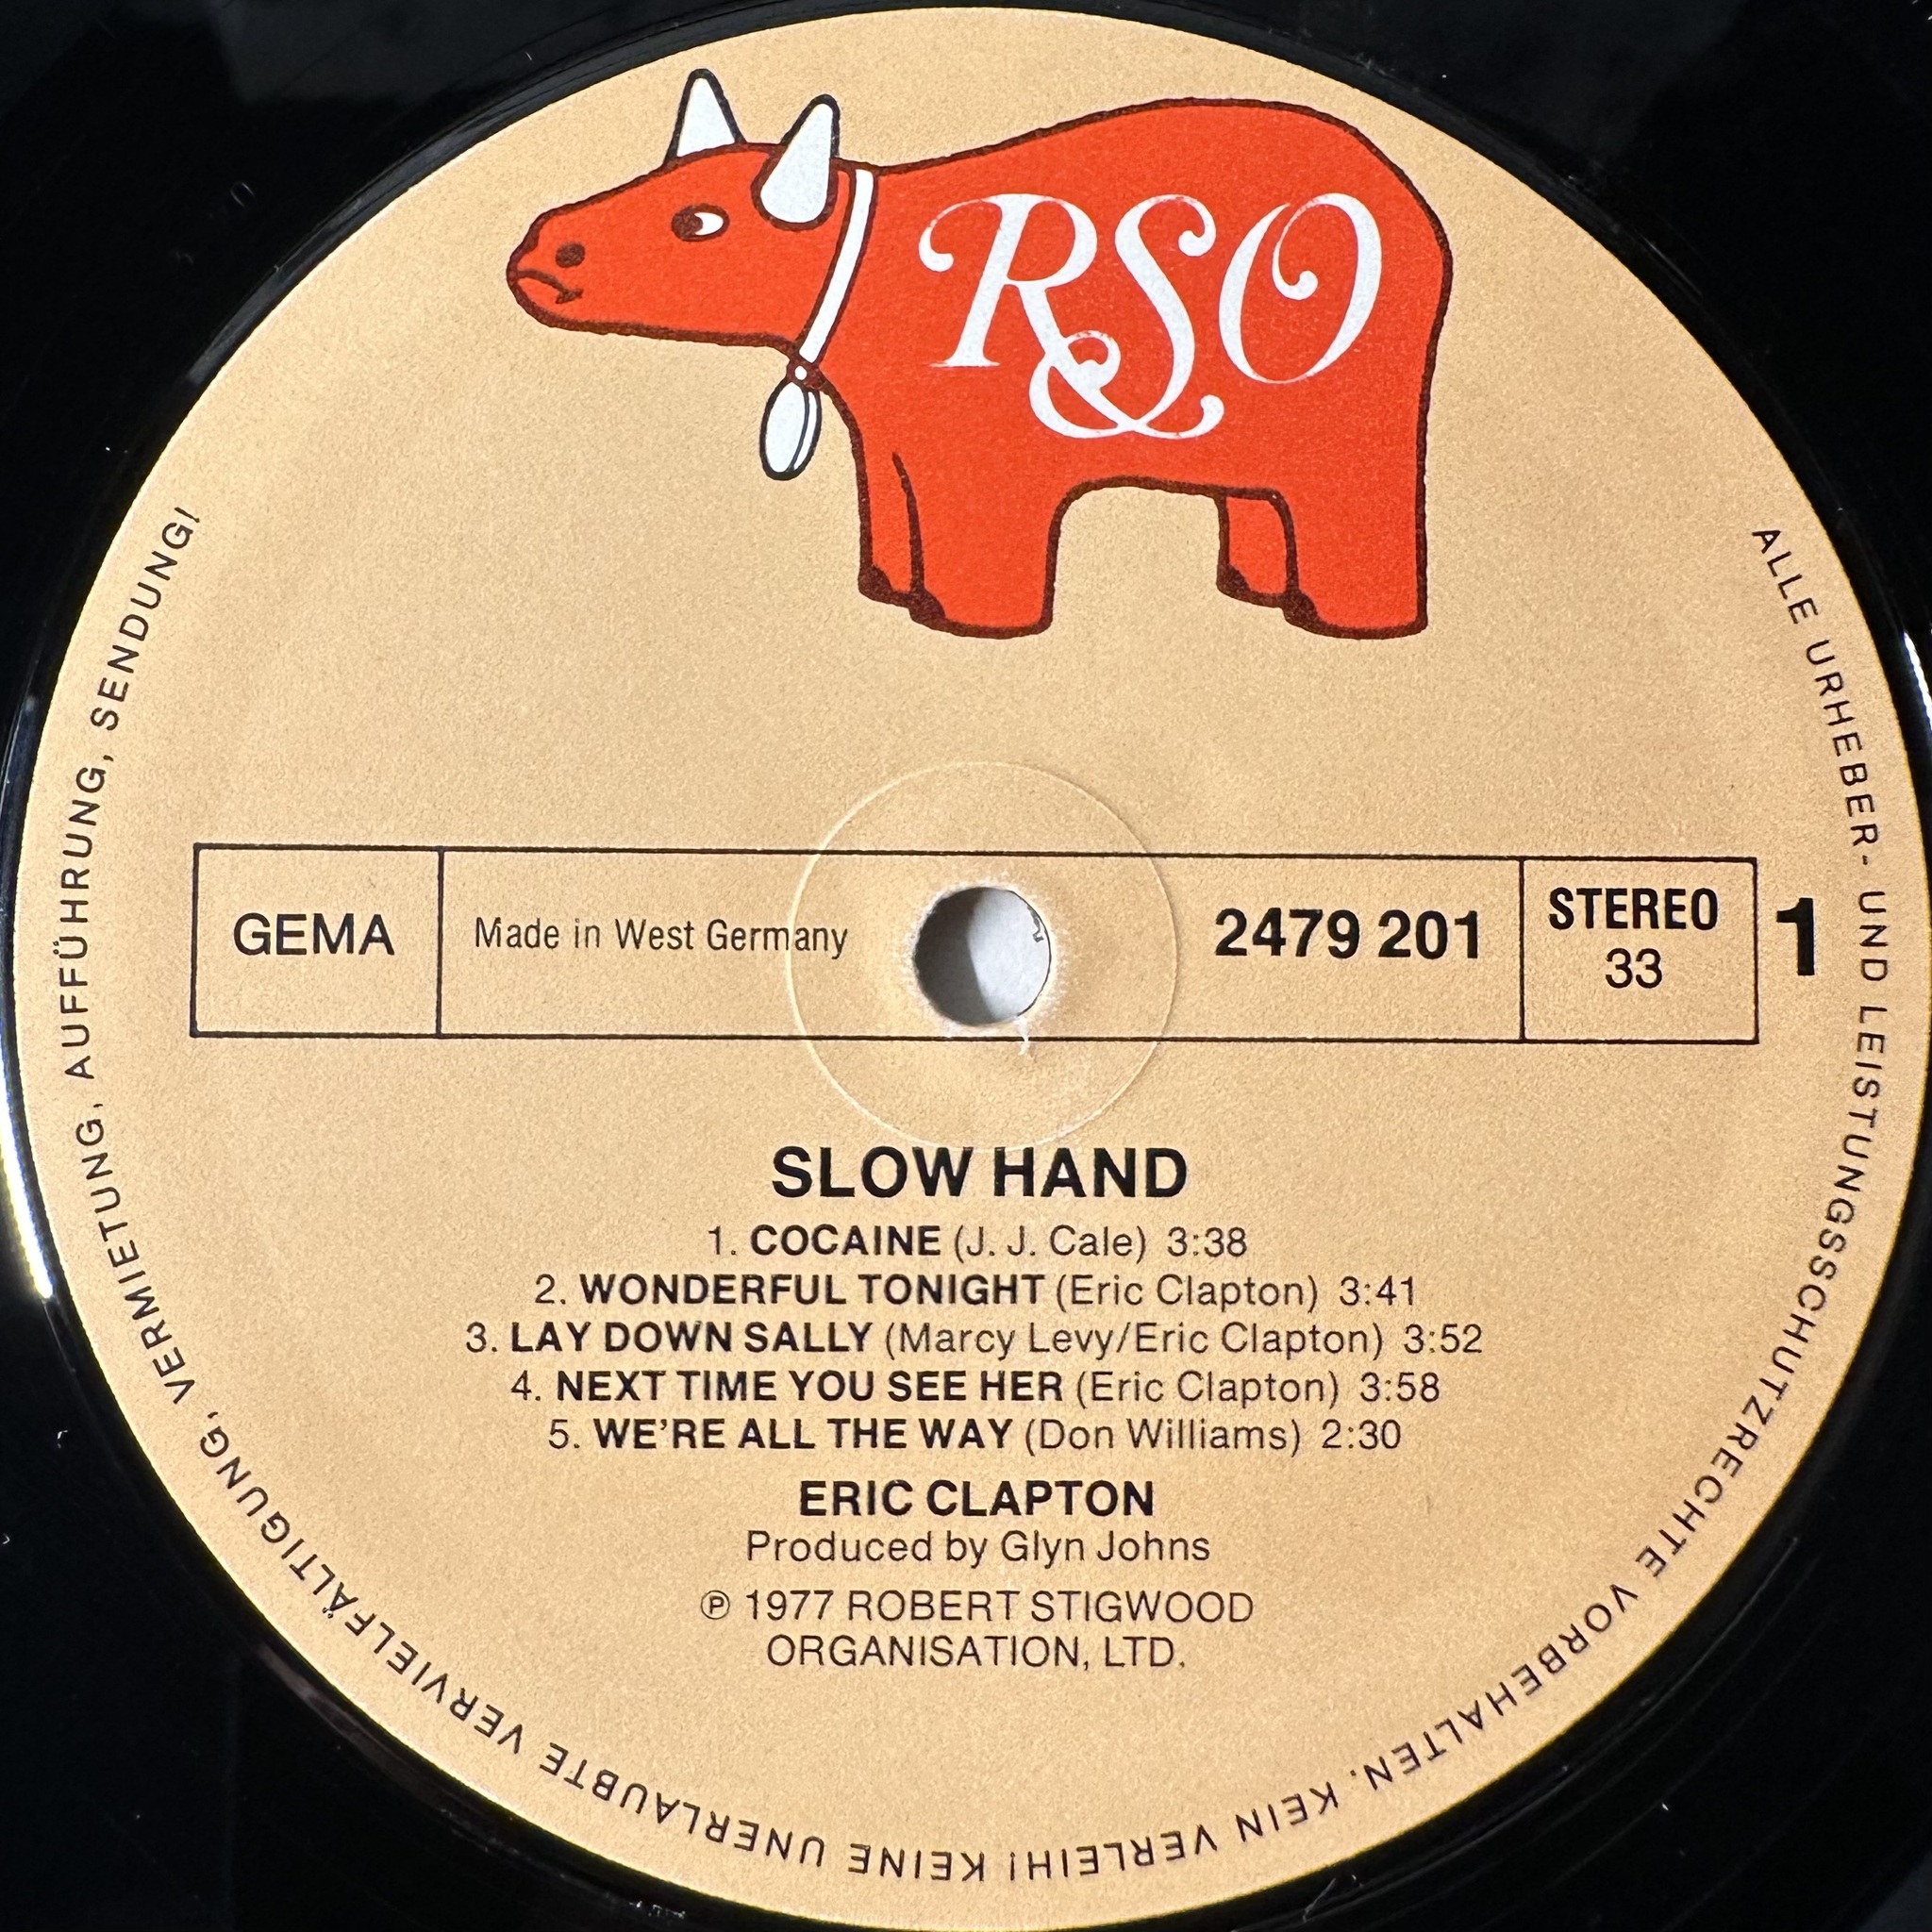 RSO
GEMA
Made in West Germany
2479 201
STEREO
33
1
SLOW HAND
1. COCAINE (J. J. Cale) 3:38
2. WONDERFUL TONIGHT (Eric Clapton) 3:41
3. LAY DOWN SALLY (Marcy Levy/Eric Clapton) 3:52
4. NEXT TIME YOU SEE HER (Eric Clapton) 3:58
5. WE'RE ALL THE WAY (Don Williams) 2:30
ERIC CLAPTON
Produced by Glyn Johns
℗ 1977 ROBERT STIGWOOD
ORGANISATION, LTD.
ALLE URHEBER- UND LEISTUNGSSCHUTZRECHTE VORBEHALTEN. KEIN VERLEIH! KEINE UNERLAUBTE VERVIELFÄLTIGUNG, VERMIETUNG, AUFFÜHRUNG, SENDUNG!